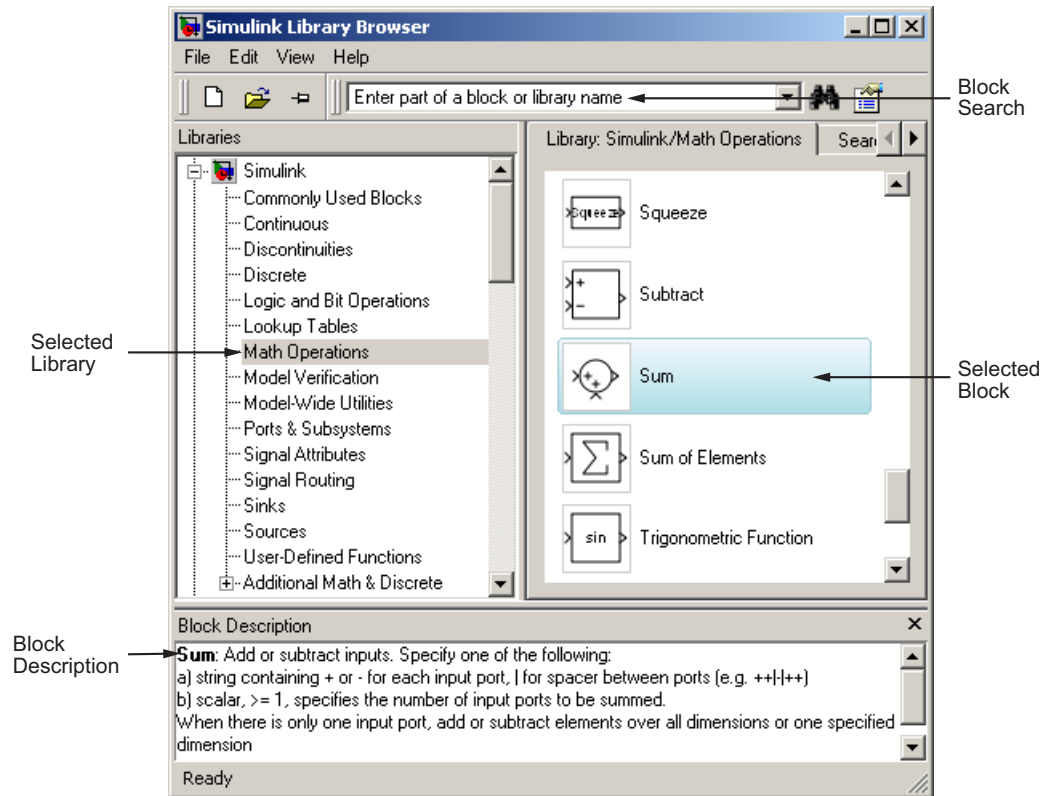 Simulink Library Browser
File Edit View Help
Enter part of a block or library name
Block
Search
Libraries
Library: Simulink/Math Operations
Sear
Simulink
Commonly Used Blocks
Continuous
Discontinuities
Discrete
Logic and Bit Operations
Lookup Tables
Math Operations
Model Verification
Model-Wide Utilities
Ports & Subsystems
Signal Attributes
Signal Routing
Sinks
Sources
User-Defined Functions
Additional Math & Discrete
Selected
Library
Squeeze
Squeeze
+
−
Subtract
+
+
Sum
Selected
Block
Σ
Sum of Elements
sin
Trigonometric Function
Block Description
Block
Description
Sum: Add or subtract inputs. Specify one of the following:
a) string containing + or - for each input port, | for spacer between ports (e.g. ++|-|++)
b) scalar, >= 1, specifies the number of input ports to be summed.
When there is only one input port, add or subtract elements over all dimensions or one specified
dimension
Ready